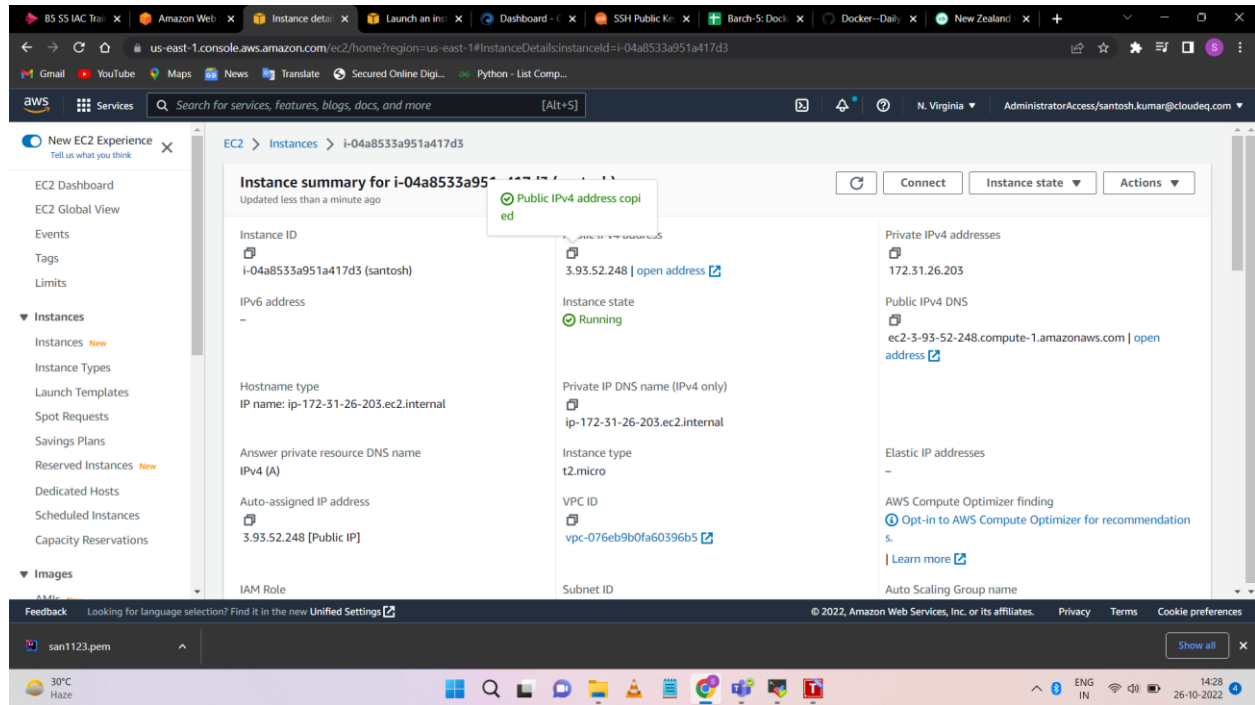 B5 S5 IAC Trai
Amazon Web
Instance detai
Launch an ins
Dashboard - C
SSH Public Ke
Barch-5: Dock
Docker--Daily
New Zealand
us-east-1.console.aws.amazon.com/ec2/home?region=us-east-1#InstanceDetails:instanceId=i-04a8533a951a417d3
S
Gmail YouTube Maps News Translate Secured Online Digi... Python - List Comp...
aws Services Search for services, features, blogs, docs, and more [Alt+S] N. Virginia AdministratorAccess/santosh.kumar@cloudeq.com
New EC2 Experience
Tell us what you think
EC2 Dashboard
EC2 Global View
Events
Tags
Limits
Instances
Instances New
Instance Types
Launch Templates
Spot Requests
Savings Plans
Reserved Instances New
Dedicated Hosts
Scheduled Instances
Capacity Reservations
Images
AMIs New
EC2 > Instances > i-04a8533a951a417d3
Instance summary for i-04a8533a95
Updated less than a minute ago
Public IPv4 address copi
ed
Connect Instance state Actions
Instance ID
i-04a8533a951a417d3 (santosh)
3.93.52.248 | open address
Private IPv4 addresses
172.31.26.203
IPv6 address
–
Instance state
Running
Public IPv4 DNS
ec2-3-93-52-248.compute-1.amazonaws.com | open
address
Hostname type
IP name: ip-172-31-26-203.ec2.internal
Private IP DNS name (IPv4 only)
ip-172-31-26-203.ec2.internal
Answer private resource DNS name
IPv4 (A)
Instance type
t2.micro
Elastic IP addresses
–
Auto-assigned IP address
3.93.52.248 [Public IP]
VPC ID
vpc-076eb9b0fa60396b5
AWS Compute Optimizer finding
Opt-in to AWS Compute Optimizer for recommendation
s.
| Learn more
IAM Role
Subnet ID
Auto Scaling Group name
Feedback Looking for language selection? Find it in the new Unified Settings © 2022, Amazon Web Services, Inc. or its affiliates. Privacy Terms Cookie preferences
san1123.pem Show all
30°C
Haze
ENG
IN
14:28
26-10-2022
4